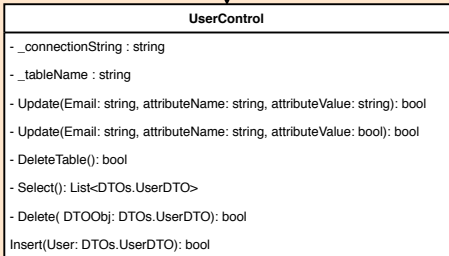 UserControl
- _connectionString : string
- _tableName : string
- Update(Email: string, attributeName: string, attributeValue: string): bool
- Update(Email: string, attributeName: string, attributeValue: bool): bool
- DeleteTable(): bool
- Select(): List<DTOs.UserDTO>
- Delete( DTOObj: DTOs.UserDTO): bool
Insert(User: DTOs.UserDTO): bool